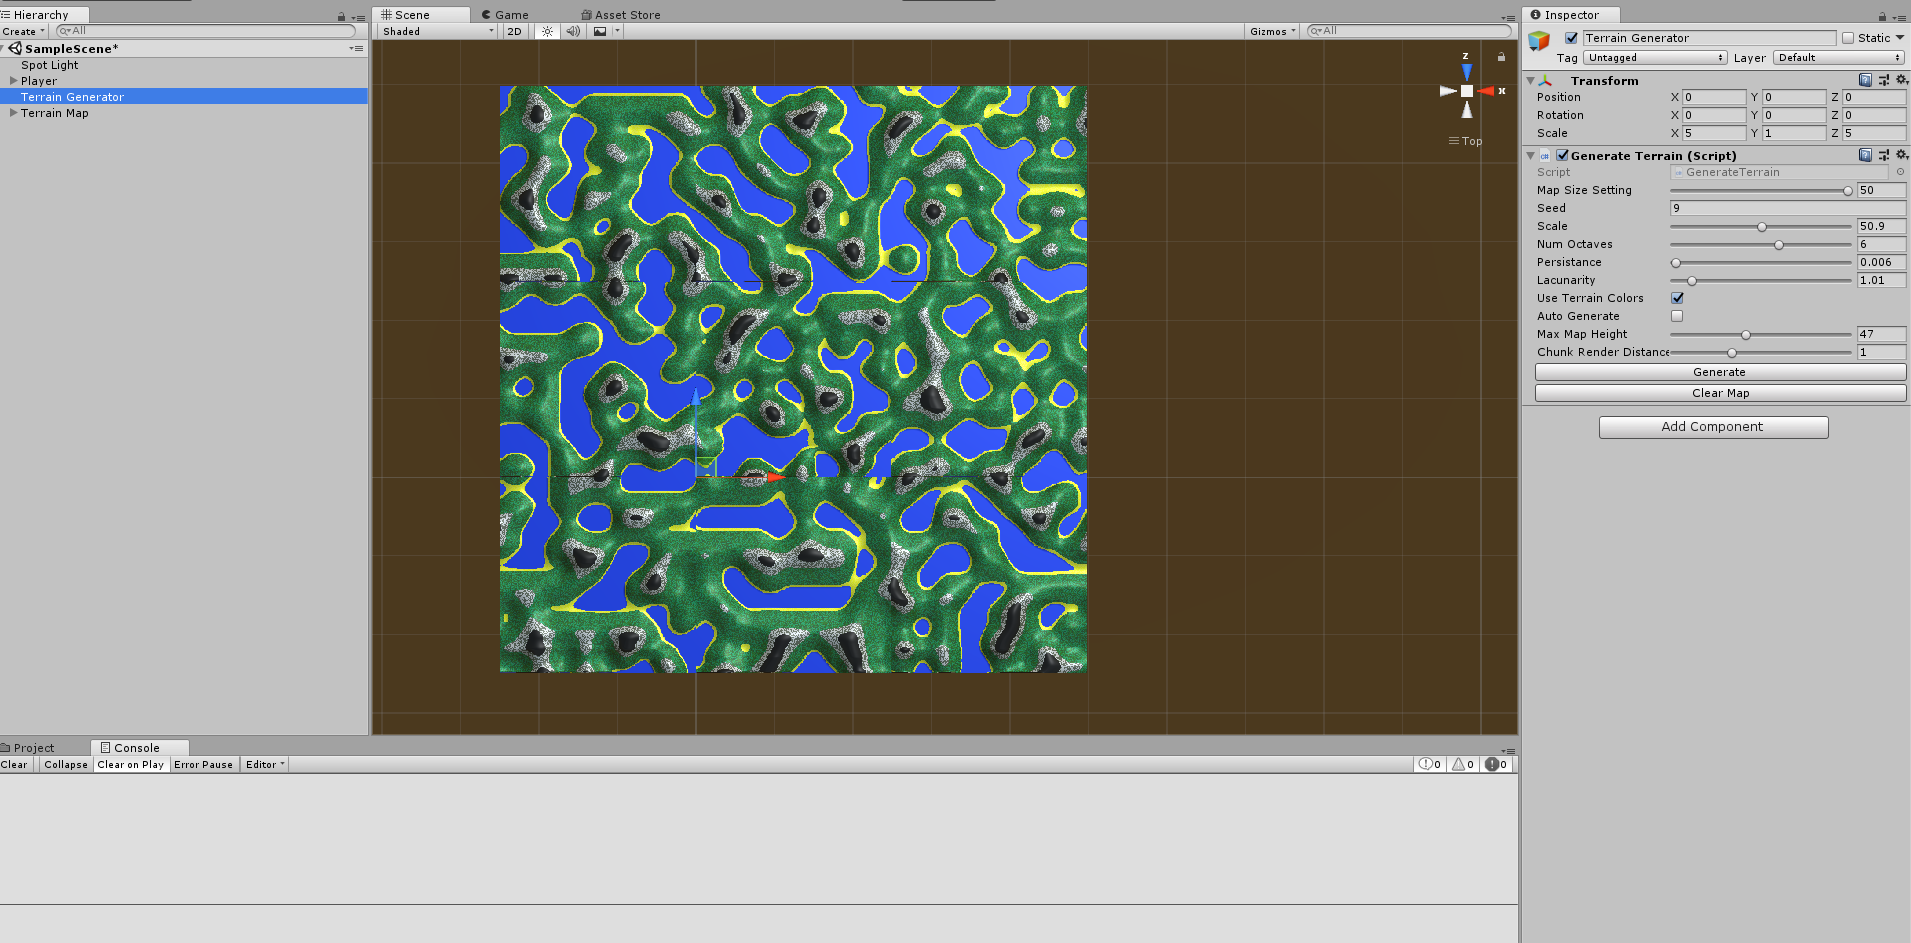 Hierarchy
Create
All
SampleScene*
Spot Light
Player
Terrain Generator
Terrain Map
Scene
Game
Asset Store
Shaded
2D
Gizmos
All
z
x
Top
Inspector
Terrain Generator
Static
Tag Untagged Layer Default
Transform
Position X 0 Y 0 Z 0
Rotation X 0 Y 0 Z 0
Scale X 5 Y 1 Z 5
Generate Terrain (Script)
Script GenerateTerrain
Map Size Setting 50
Seed 9
Scale 50.9
Num Octaves 6
Persistance 0.006
Lacunarity 1.01
Use Terrain Colors
Auto Generate
Max Map Height 47
Chunk Render Distance 1
Generate
Clear Map
Add Component
Project
Console
Clear
Collapse
Clear on Play
Error Pause
Editor
0
0
0